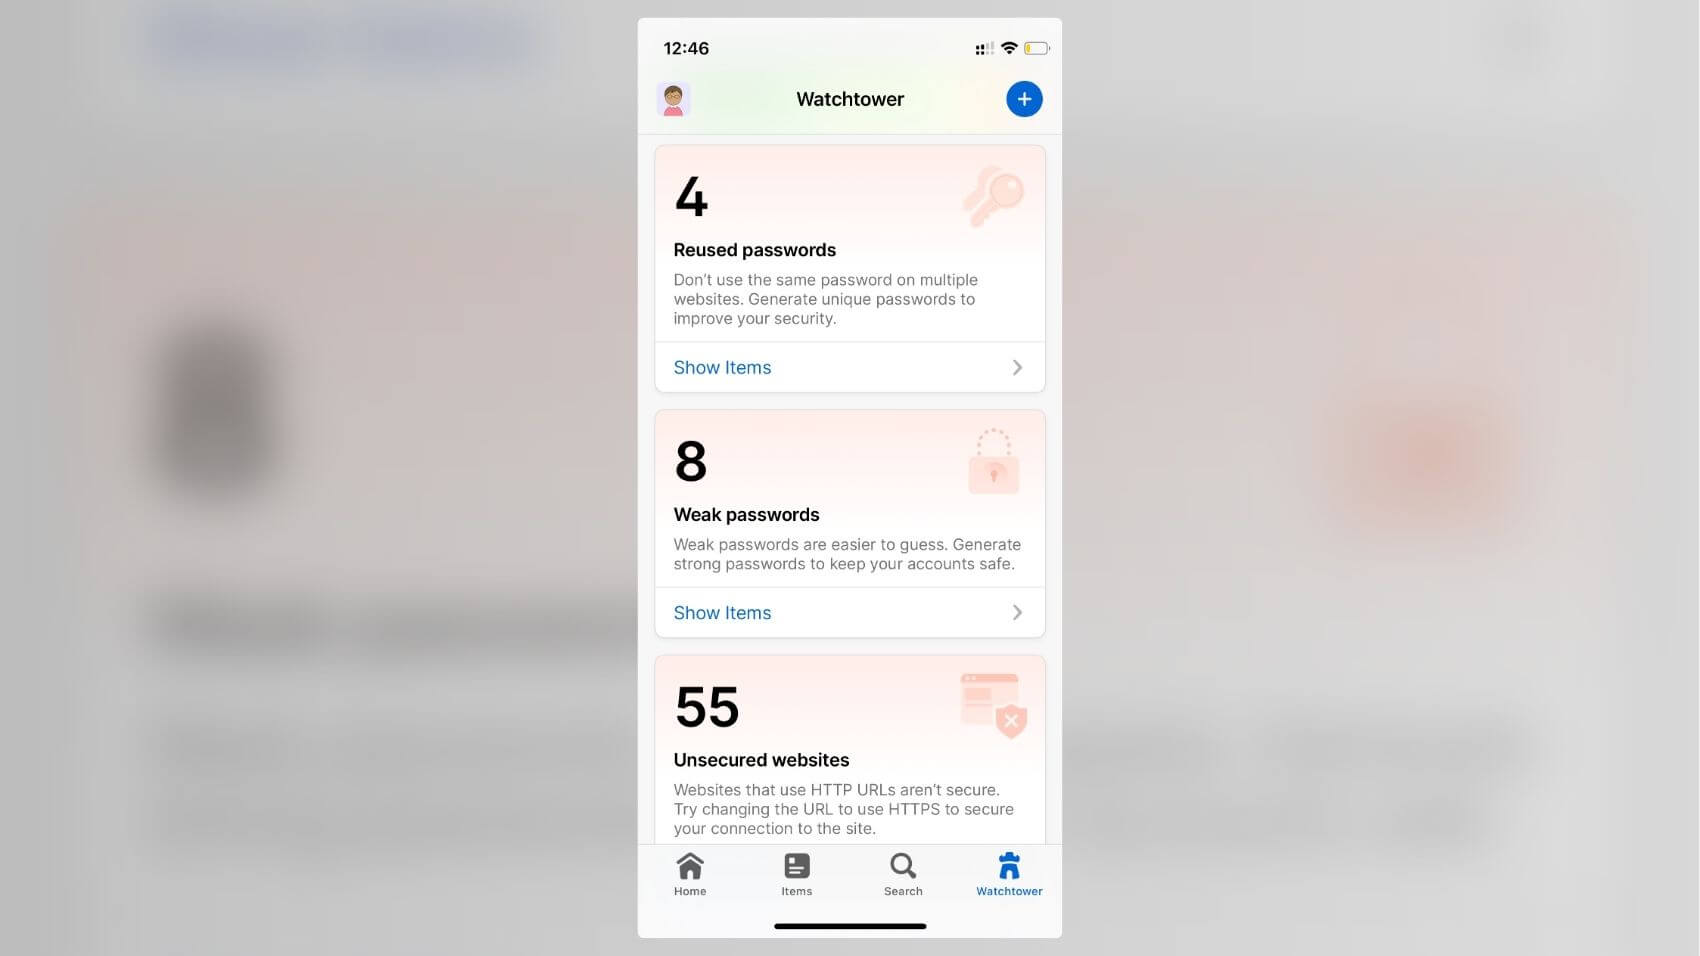 12:46
Watchtower
4
Reused passwords
Don't use the same password on multiple
websites. Generate unique passwords to
improve your security.
Show Items
8
Weak passwords
Weak passwords are easier to guess. Generate
strong passwords to keep your accounts safe.
Show Items
55
Unsecured websites
Websites that use HTTP URLs aren't secure.
Try changing the URL to use HTTPS to secure
your connection to the site.
Home
Items
Search
Watchtower